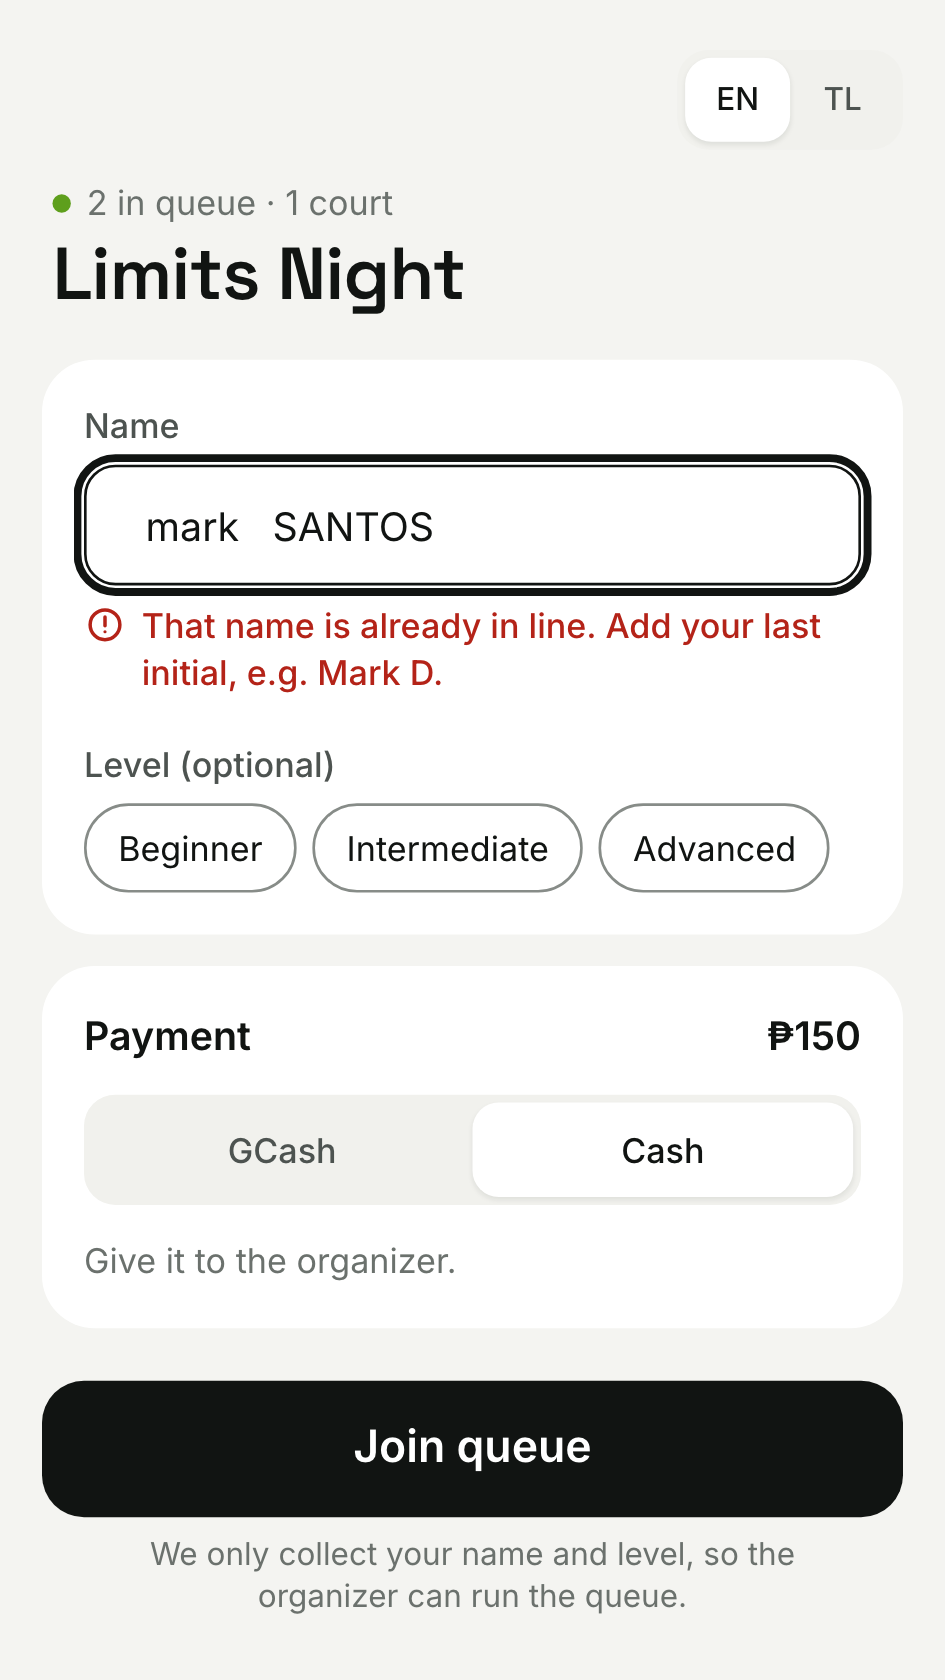 EN TL
2 in queue · 1 court
Limits Night
Name
mark   SANTOS
That name is already in line. Add your last
initial, e.g. Mark D.
Level (optional)
Beginner Intermediate Advanced
Payment ₱150
GCash Cash
Give it to the organizer.
Join queue
We only collect your name and level, so the
organizer can run the queue.